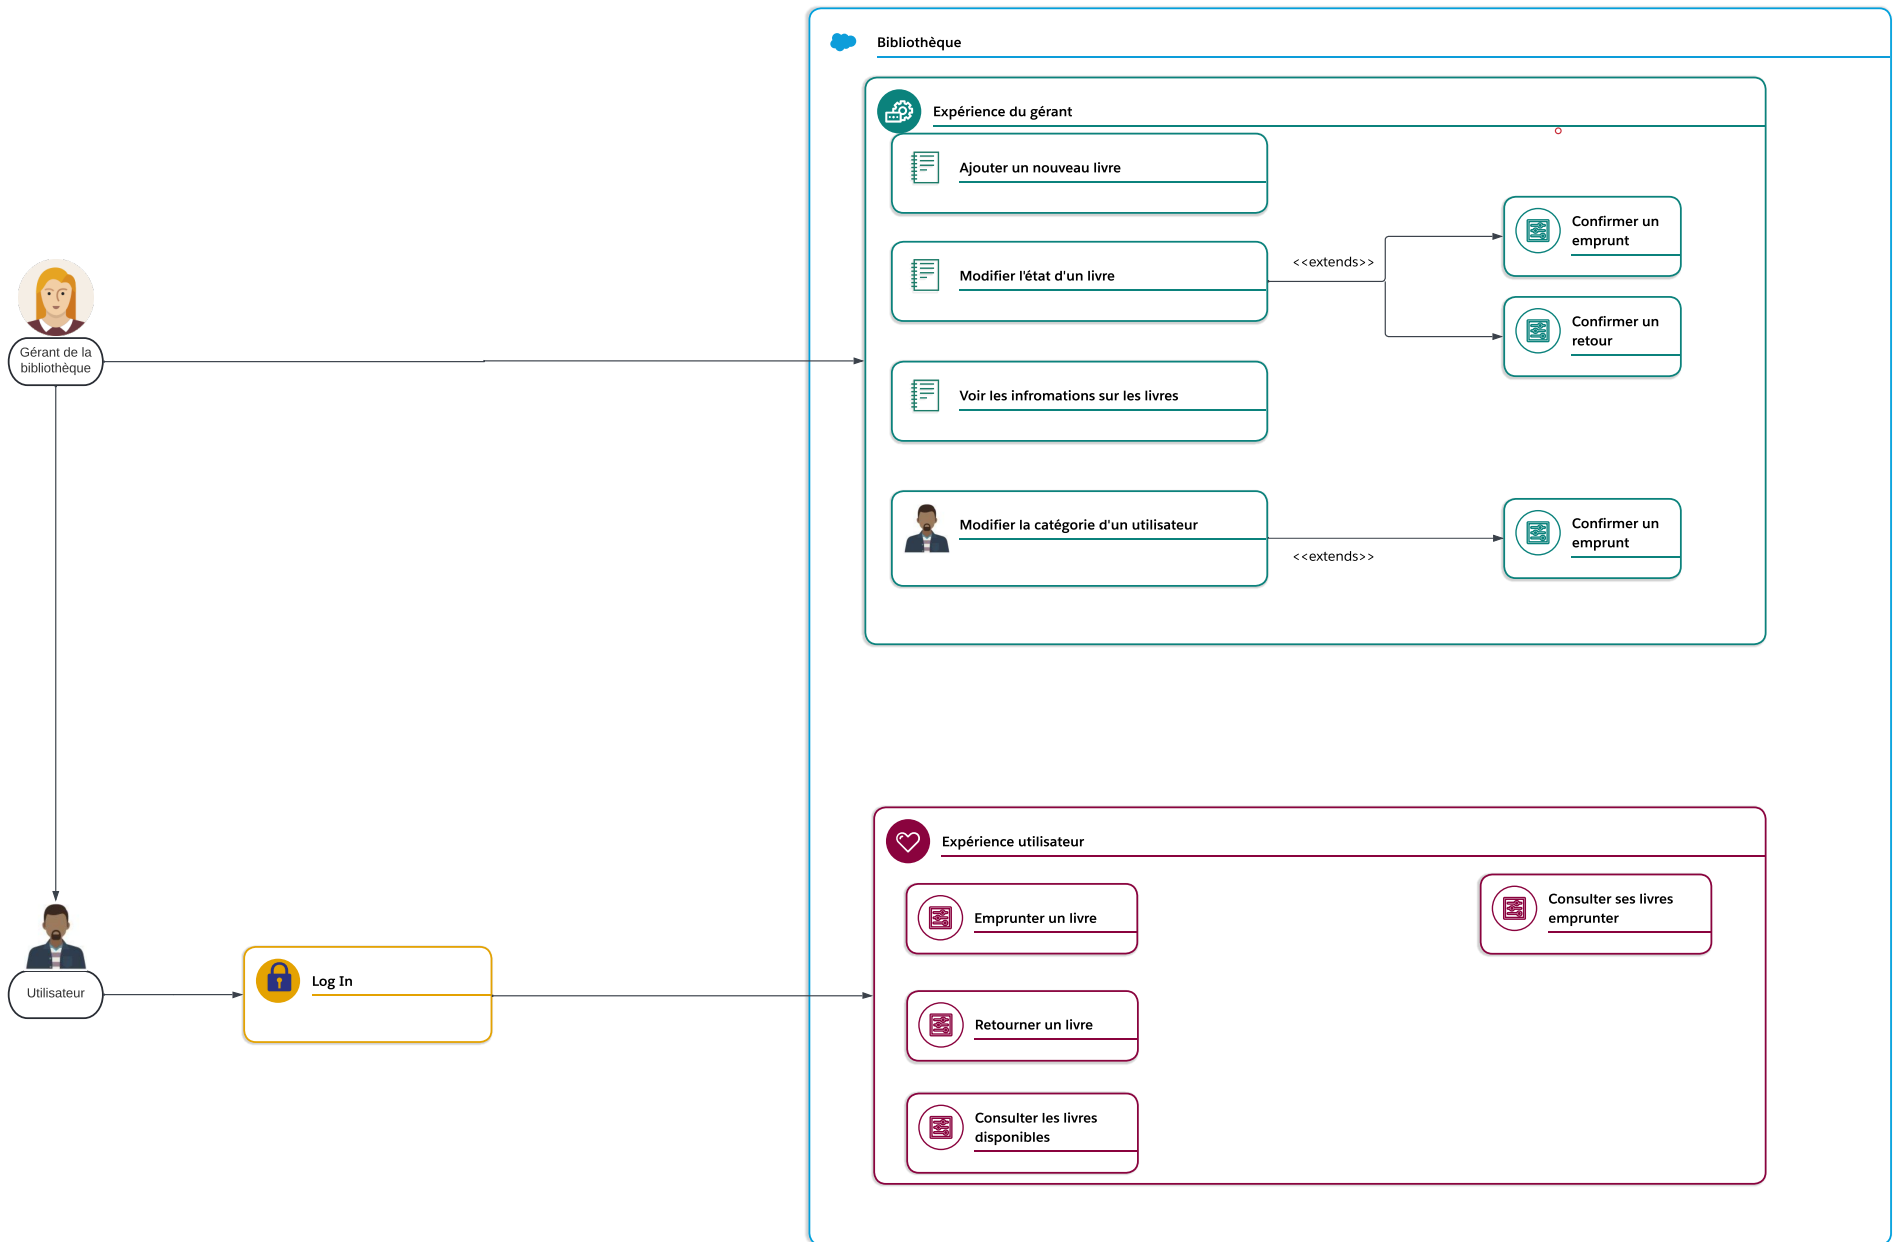 Bibliothèque
Expérience du gérant
Ajouter un nouveau livre
Modifier l'état d'un livre
<<extends>>
Confirmer un
emprunt
Confirmer un
retour
Gérant de la
bibliothèque
Voir les infromations sur les livres
Modifier la catégorie d'un utilisateur
<<extends>>
Confirmer un
emprunt
Expérience utilisateur
Emprunter un livre
Consulter ses livres
emprunter
Utilisateur
Log In
Retourner un livre
Consulter les livres
disponibles